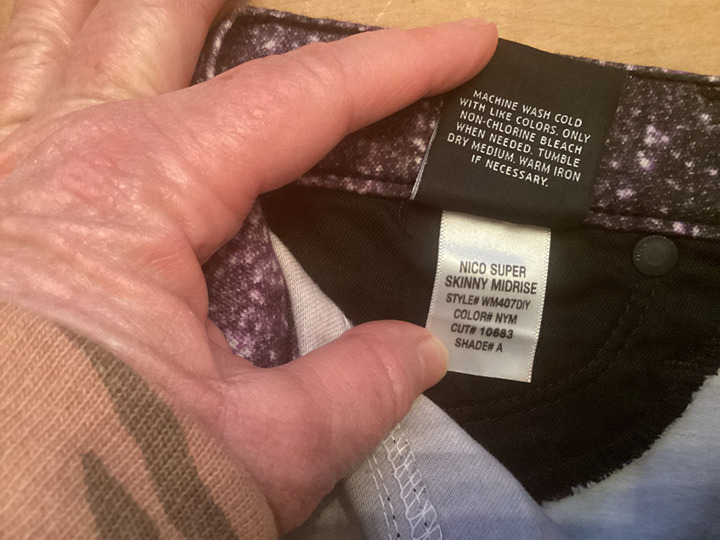 MACHINE WASH COLD
WITH LIKE COLORS. ONLY
NON-CHLORINE BLEACH
WHEN NEEDED. TUMBLE
DRY MEDIUM. WARM IRON
IF NECESSARY.
NICO SUPER
SKINNY MIDRISE
STYLE# WM407DIY
COLOR# NYM
CUT# 10683
SHADE# A